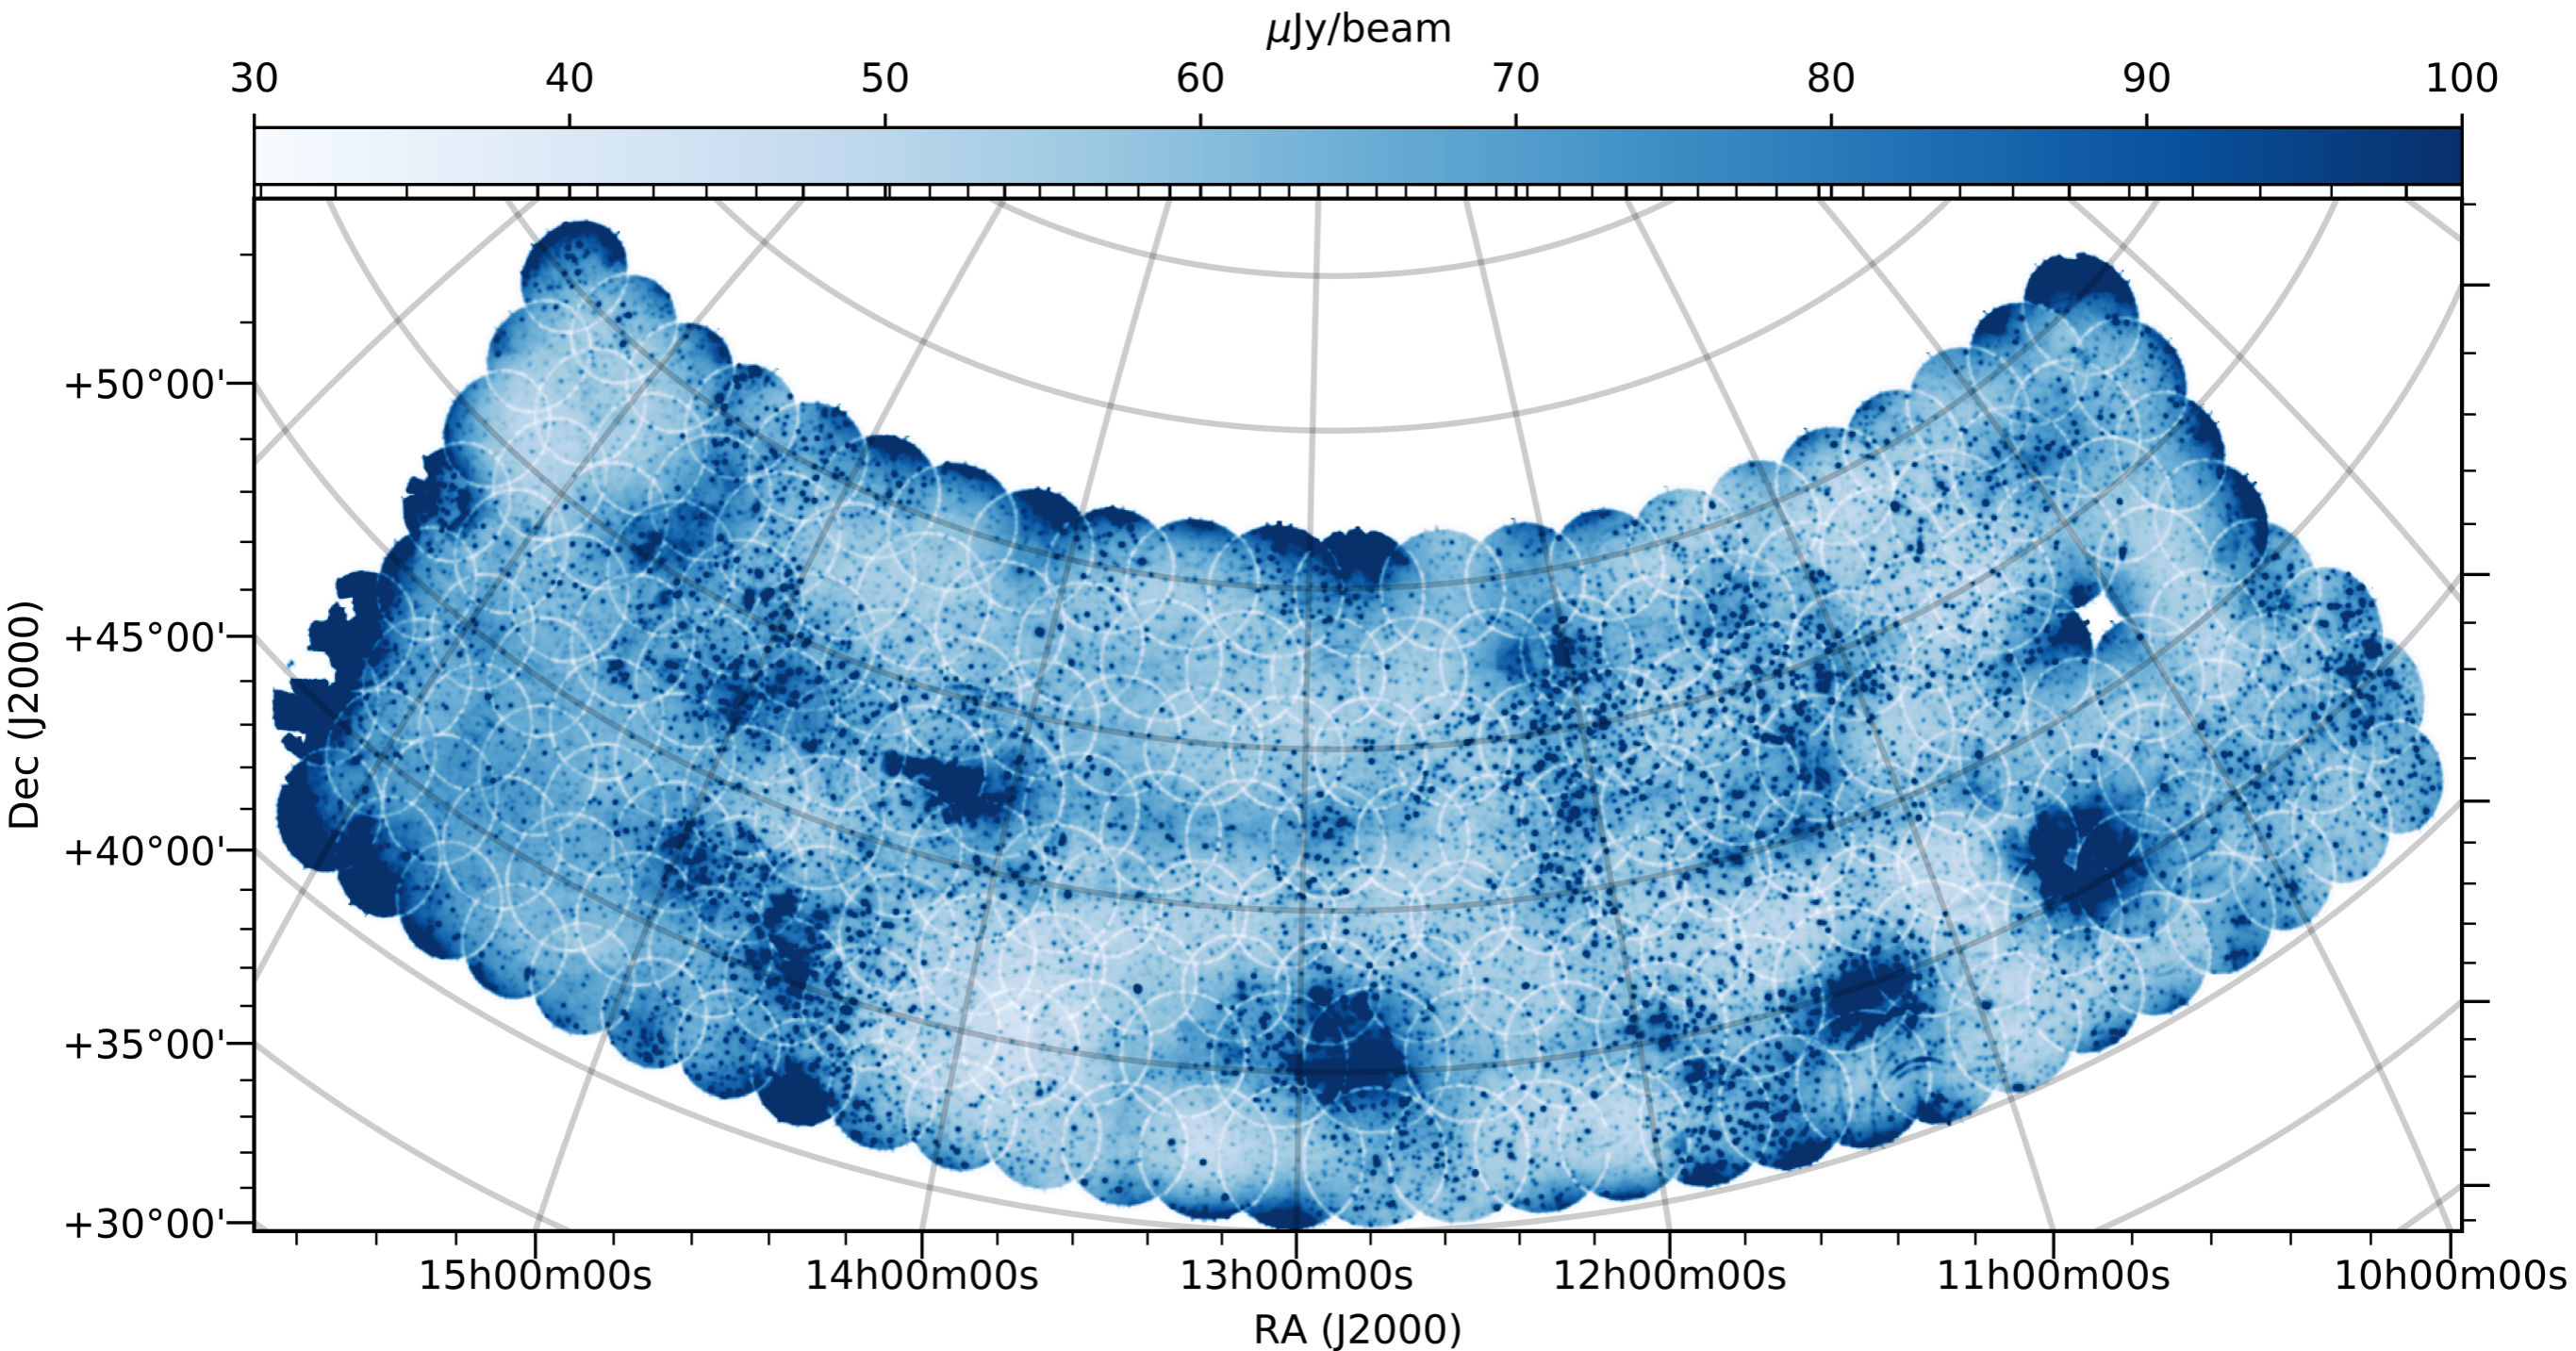 μJy/beam
30 40 50 60 70 80 90 100
+50°00'
+45°00'
+40°00'
+35°00'
+30°00'
Dec (J2000)
15h00m00s 14h00m00s 13h00m00s 12h00m00s 11h00m00s 10h00m00s
RA (J2000)